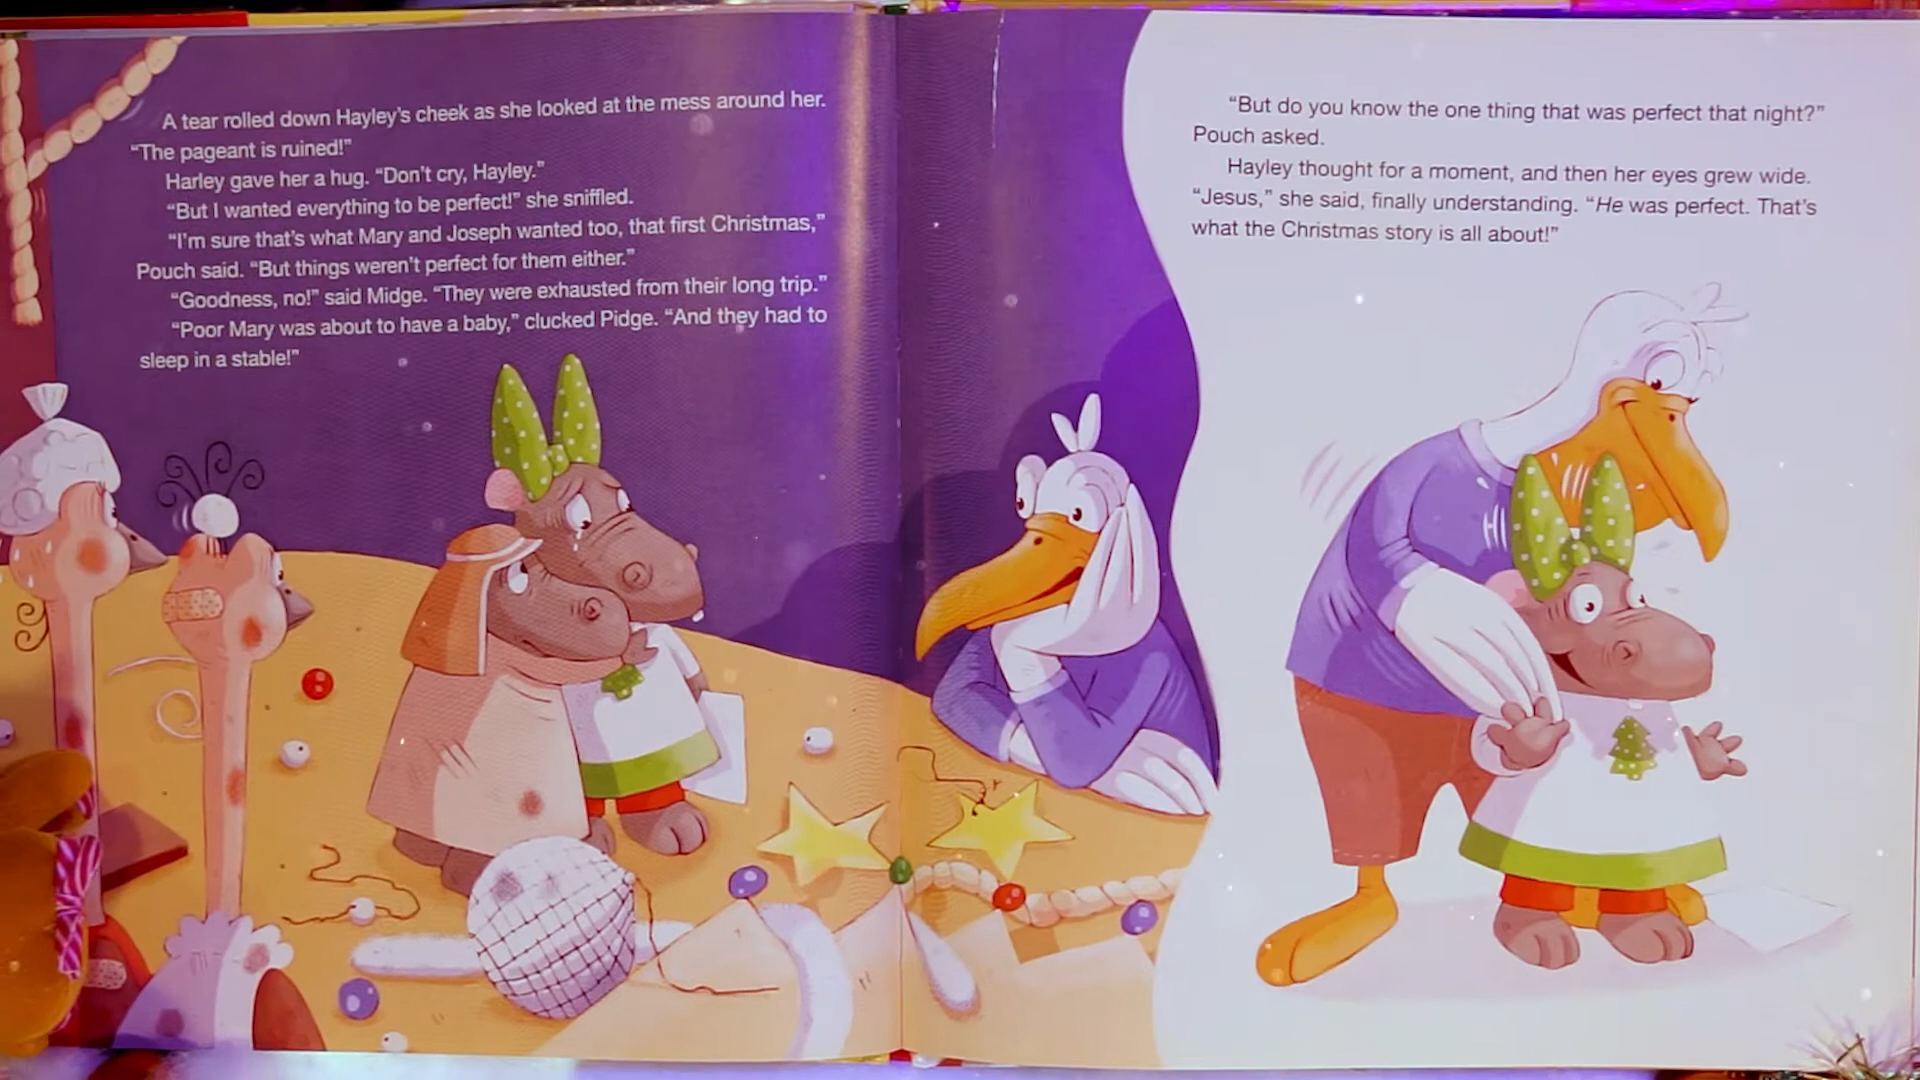 A tear rolled down Hayley's cheek as she looked at the mess around her.
"The pageant is ruined!"
Harley gave her a hug. "Don't cry, Hayley."
"But I wanted everything to be perfect!" she sniffled.
"I'm sure that's what Mary and Joseph wanted too, that first Christmas,"
Pouch said. "But things weren't perfect for them either."
"Goodness, no!" said Midge. "They were exhausted from their long trip."
"Poor Mary was about to have a baby," clucked Pidge. "And they had to
sleep in a stable!"
"But do you know the one thing that was perfect that night?"
Pouch asked.
Hayley thought for a moment, and then her eyes grew wide.
"Jesus," she said, finally understanding. "He was perfect. That's
what the Christmas story is all about!"